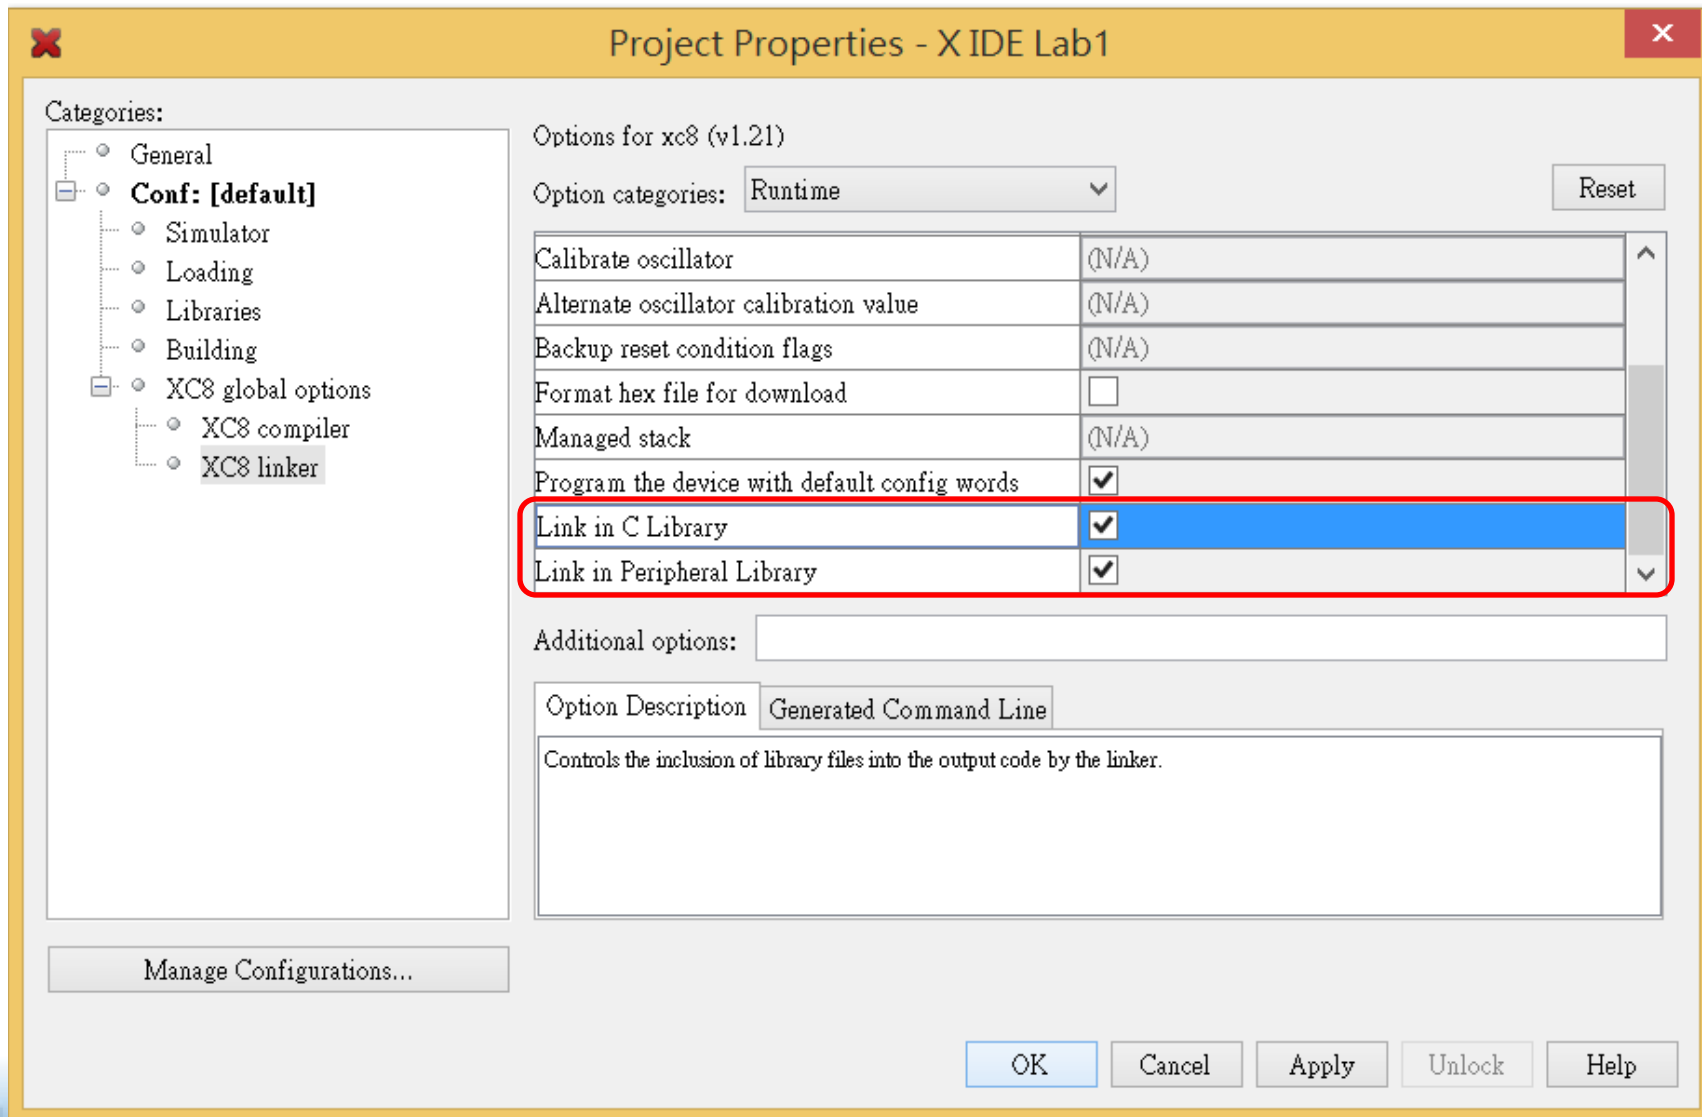 Project Properties - X IDE Lab1
Categories:
General
Conf: [default]
Simulator
Loading
Libraries
Building
XC8 global options
XC8 compiler
XC8 linker
Manage Configurations...
Options for xc8 (v1.21)
Option categories: Runtime Reset
Calibrate oscillator (N/A)
Alternate oscillator calibration value (N/A)
Backup reset condition flags (N/A)
Format hex file for download
Managed stack (N/A)
Program the device with default config words
Link in C Library
Link in Peripheral Library
Additional options:
Option Description Generated Command Line
Controls the inclusion of library files into the output code by the linker.
OK Cancel Apply Unlock Help